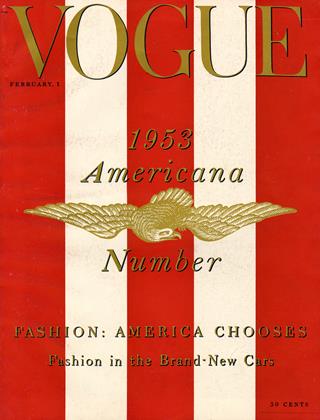 VOGUE
FEBRUARY, 1
1953
Americana
Number
FASHION: AMERICA CHOOSES
Fashion in the Brand-New Cars
50 CENTS